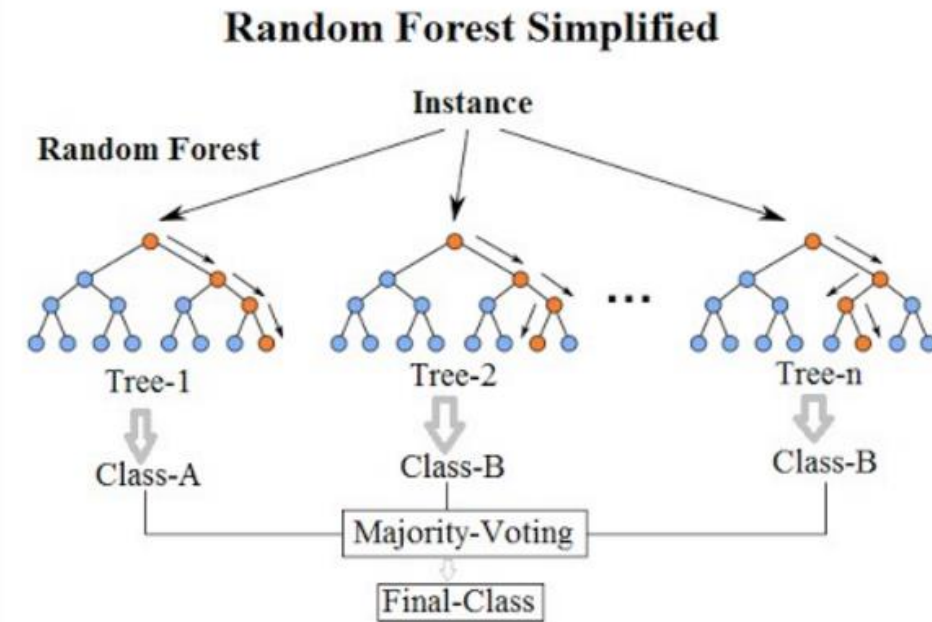 Random Forest Simplified
Instance
Random Forest
...
Tree-1
Tree-2
Tree-n
Class-A
Class-B
Class-B
Majority-Voting
Final-Class